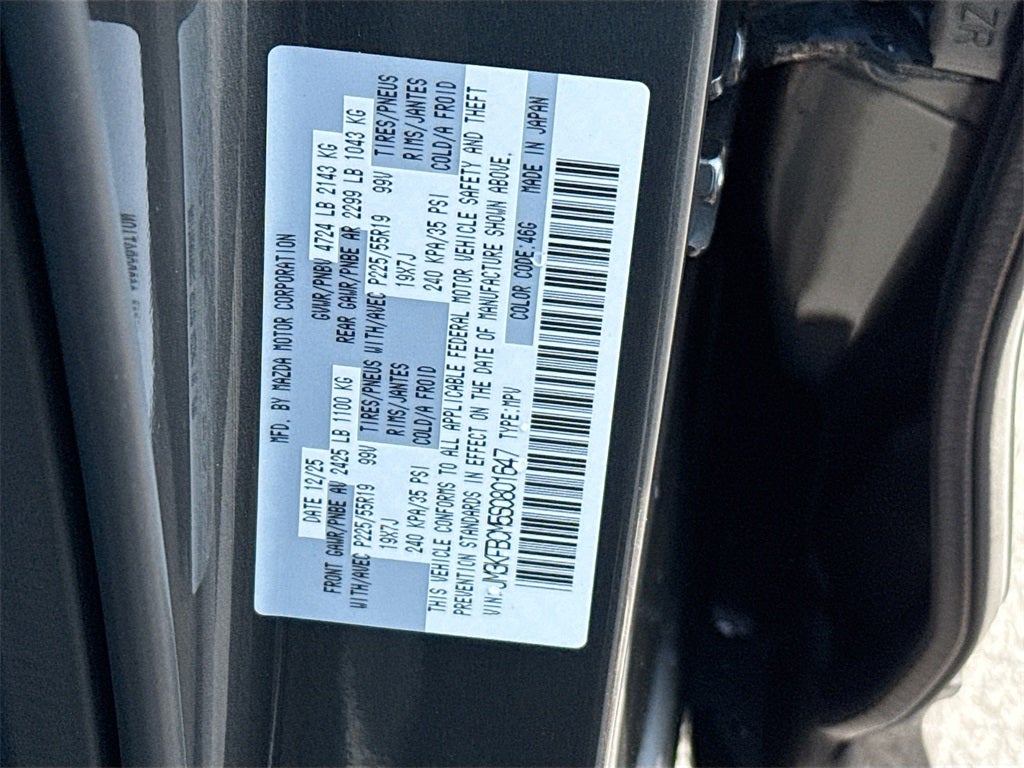 MFD. BY MAZDA MOTOR CORPORATION
DATE 12/25 GVWR/PNBV 4724 LB 2143 KG
FRONT GAWR/PNBE AV 2425 LB 1100 KG REAR GAWR/PNBE AR 2299 LB 1043 KG
WITH/AVEC P225/55R19 99V TIRES/PNEUS WITH/AVEC P225/55R19 99V TIRES/PNEUS
19X7J RIMS/JANTES 19X7J RIMS/JANTES
240 KPA/35 PSI COLD/A FROID 240 KPA/35 PSI COLD/A FROID
THIS VEHICLE CONFORMS TO ALL APPLICABLE FEDERAL MOTOR VEHICLE SAFETY AND THEFT
PREVENTION STANDARDS IN EFFECT ON THE DATE OF MANUFACTURE SHOWN ABOVE.
VIN: JM3KFBCM5S0801647 TYPE:MPV
COLOR CODE:46G MADE IN JAPAN
ZR